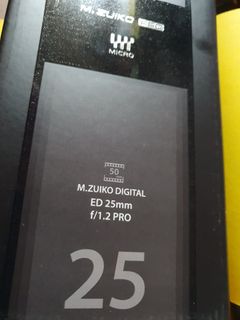 M.ZUIKO PRO
MICRO
50
M.ZUIKO DIGITAL
ED 25mm
f/1.2 PRO
25